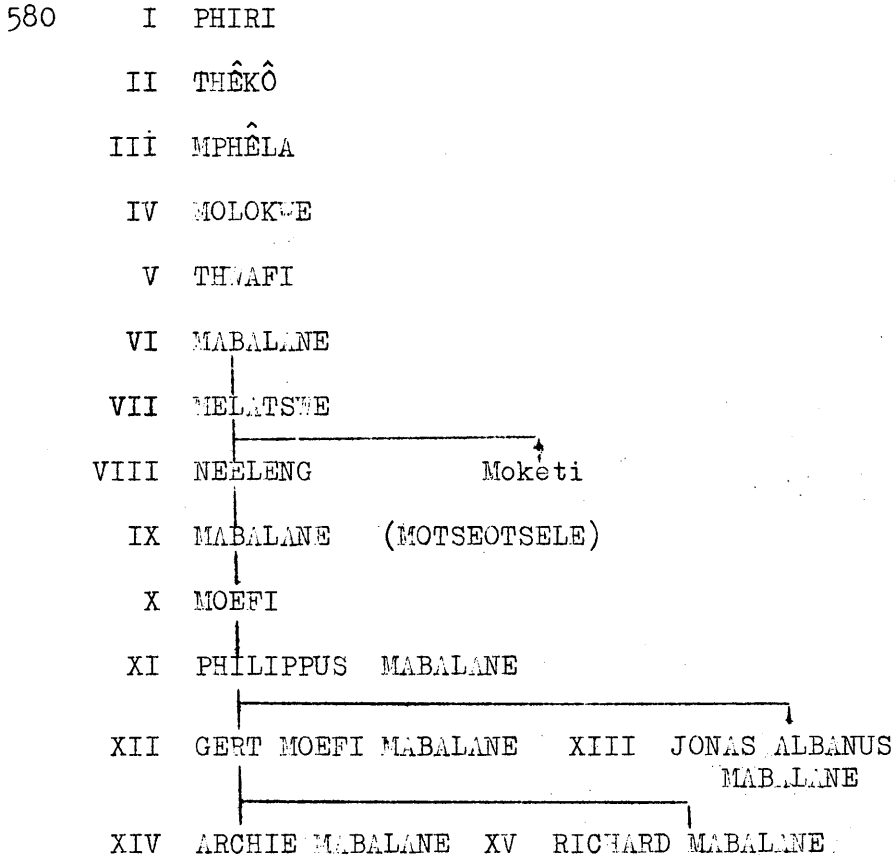 580 I PHIRI
II THÊKÔ
III MPHÊLA
IV MOLOKWE
V THWAFI
VI MABALANE
VII MELATSWE
VIII NEELENG Moketi
IX MABALANE (MOTSEOTSELE)
X MOEFI
XI PHILIPPUS MABALANE
XII GERT MOEFI MABALANE XIII JONAS ALBANUS
MABALANE
XIV ARCHIE MABALANE XV RICHARD MABALANE